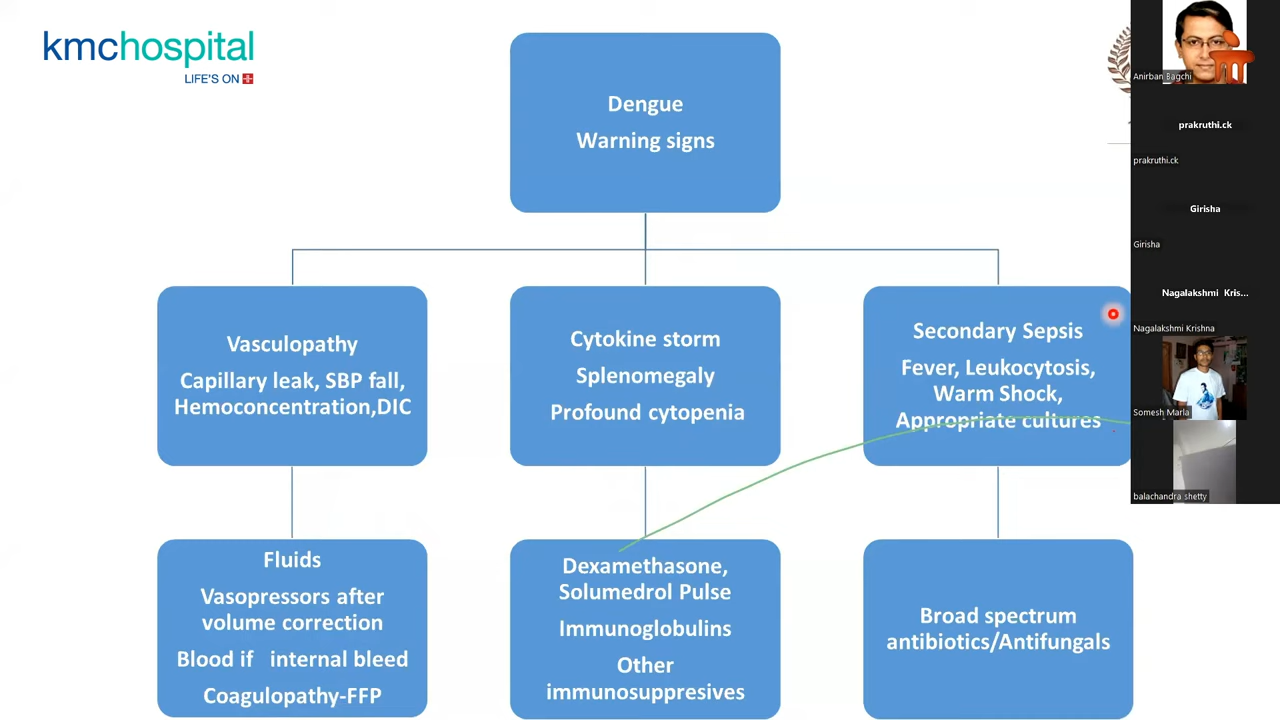 kmchospital
LIFE'S ON
Dengue
Warning signs
Vasculopathy
Capillary leak, SBP fall,
Hemoconcentration,DIC
Cytokine storm
Splenomegaly
Profound cytopenia
Secondary Sepsis
Fever, Leukocytosis,
Warm Shock,
Appropriate cultures
Fluids
Vasopressors after
volume correction
Blood if internal bleed
Coagulopathy-FFP
Dexamethasone,
Solumedrol Pulse
Immunoglobulins
Other
immunosuppresives
Broad spectrum
antibiotics/Antifungals
Anirban Bagchi
prakruthi.ck
prakruthi.ck
Girisha
Girisha
Nagalakshmi Kris...
Nagalakshmi Krishna
Somesh Marla
balachandra shetty